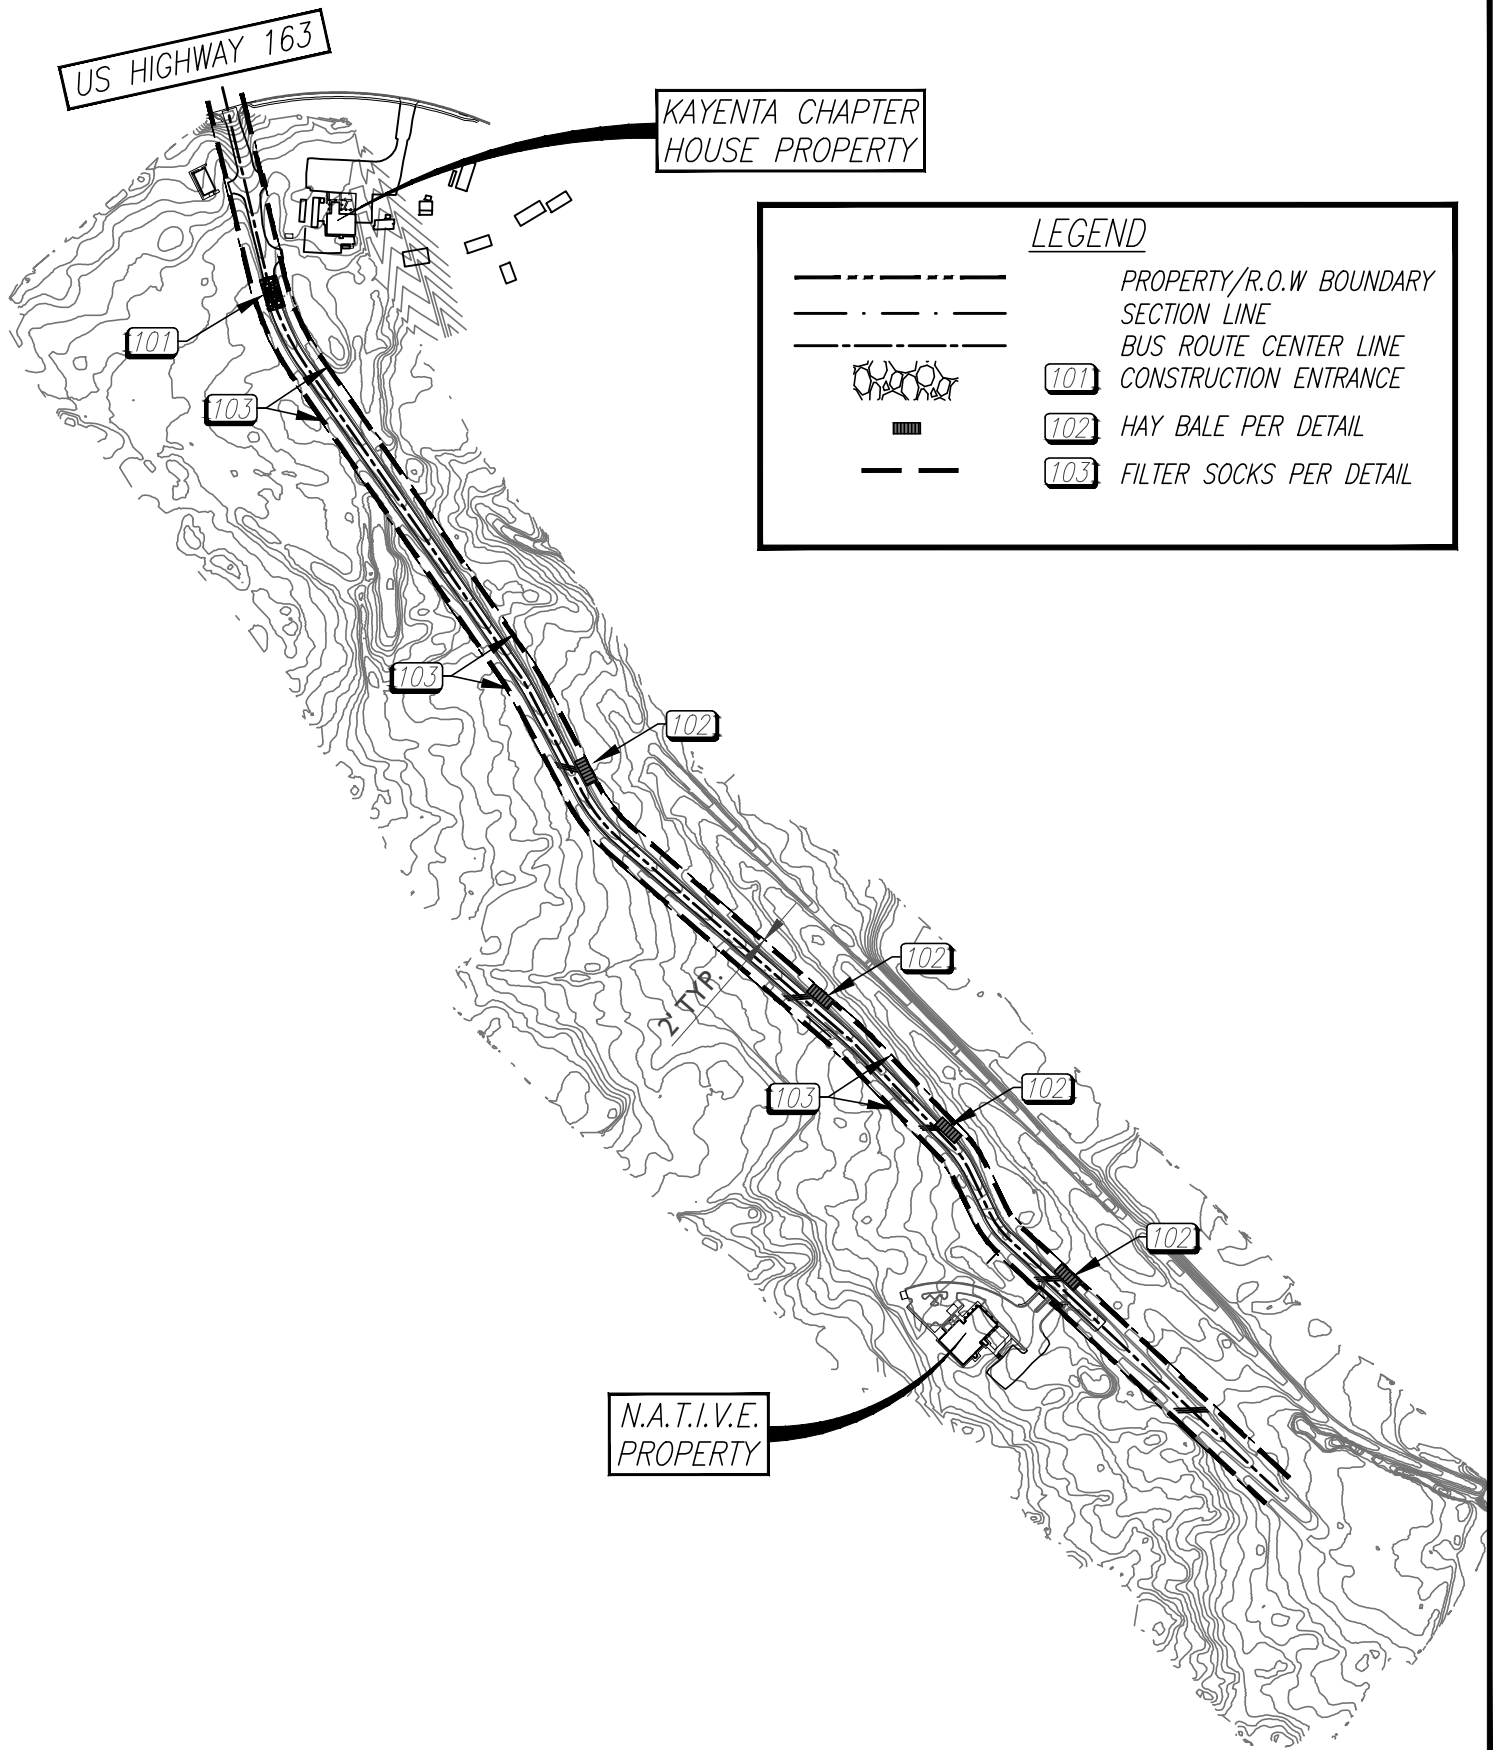 US HIGHWAY 163
KAYENTA CHAPTER
HOUSE PROPERTY
LEGEND
PROPERTY/R.O.W BOUNDARY
SECTION LINE
BUS ROUTE CENTER LINE
101 CONSTRUCTION ENTRANCE
102 HAY BALE PER DETAIL
103 FILTER SOCKS PER DETAIL
101
103
103
102
2' TYP.
102
103
102
102
N.A.T.I.V.E.
PROPERTY